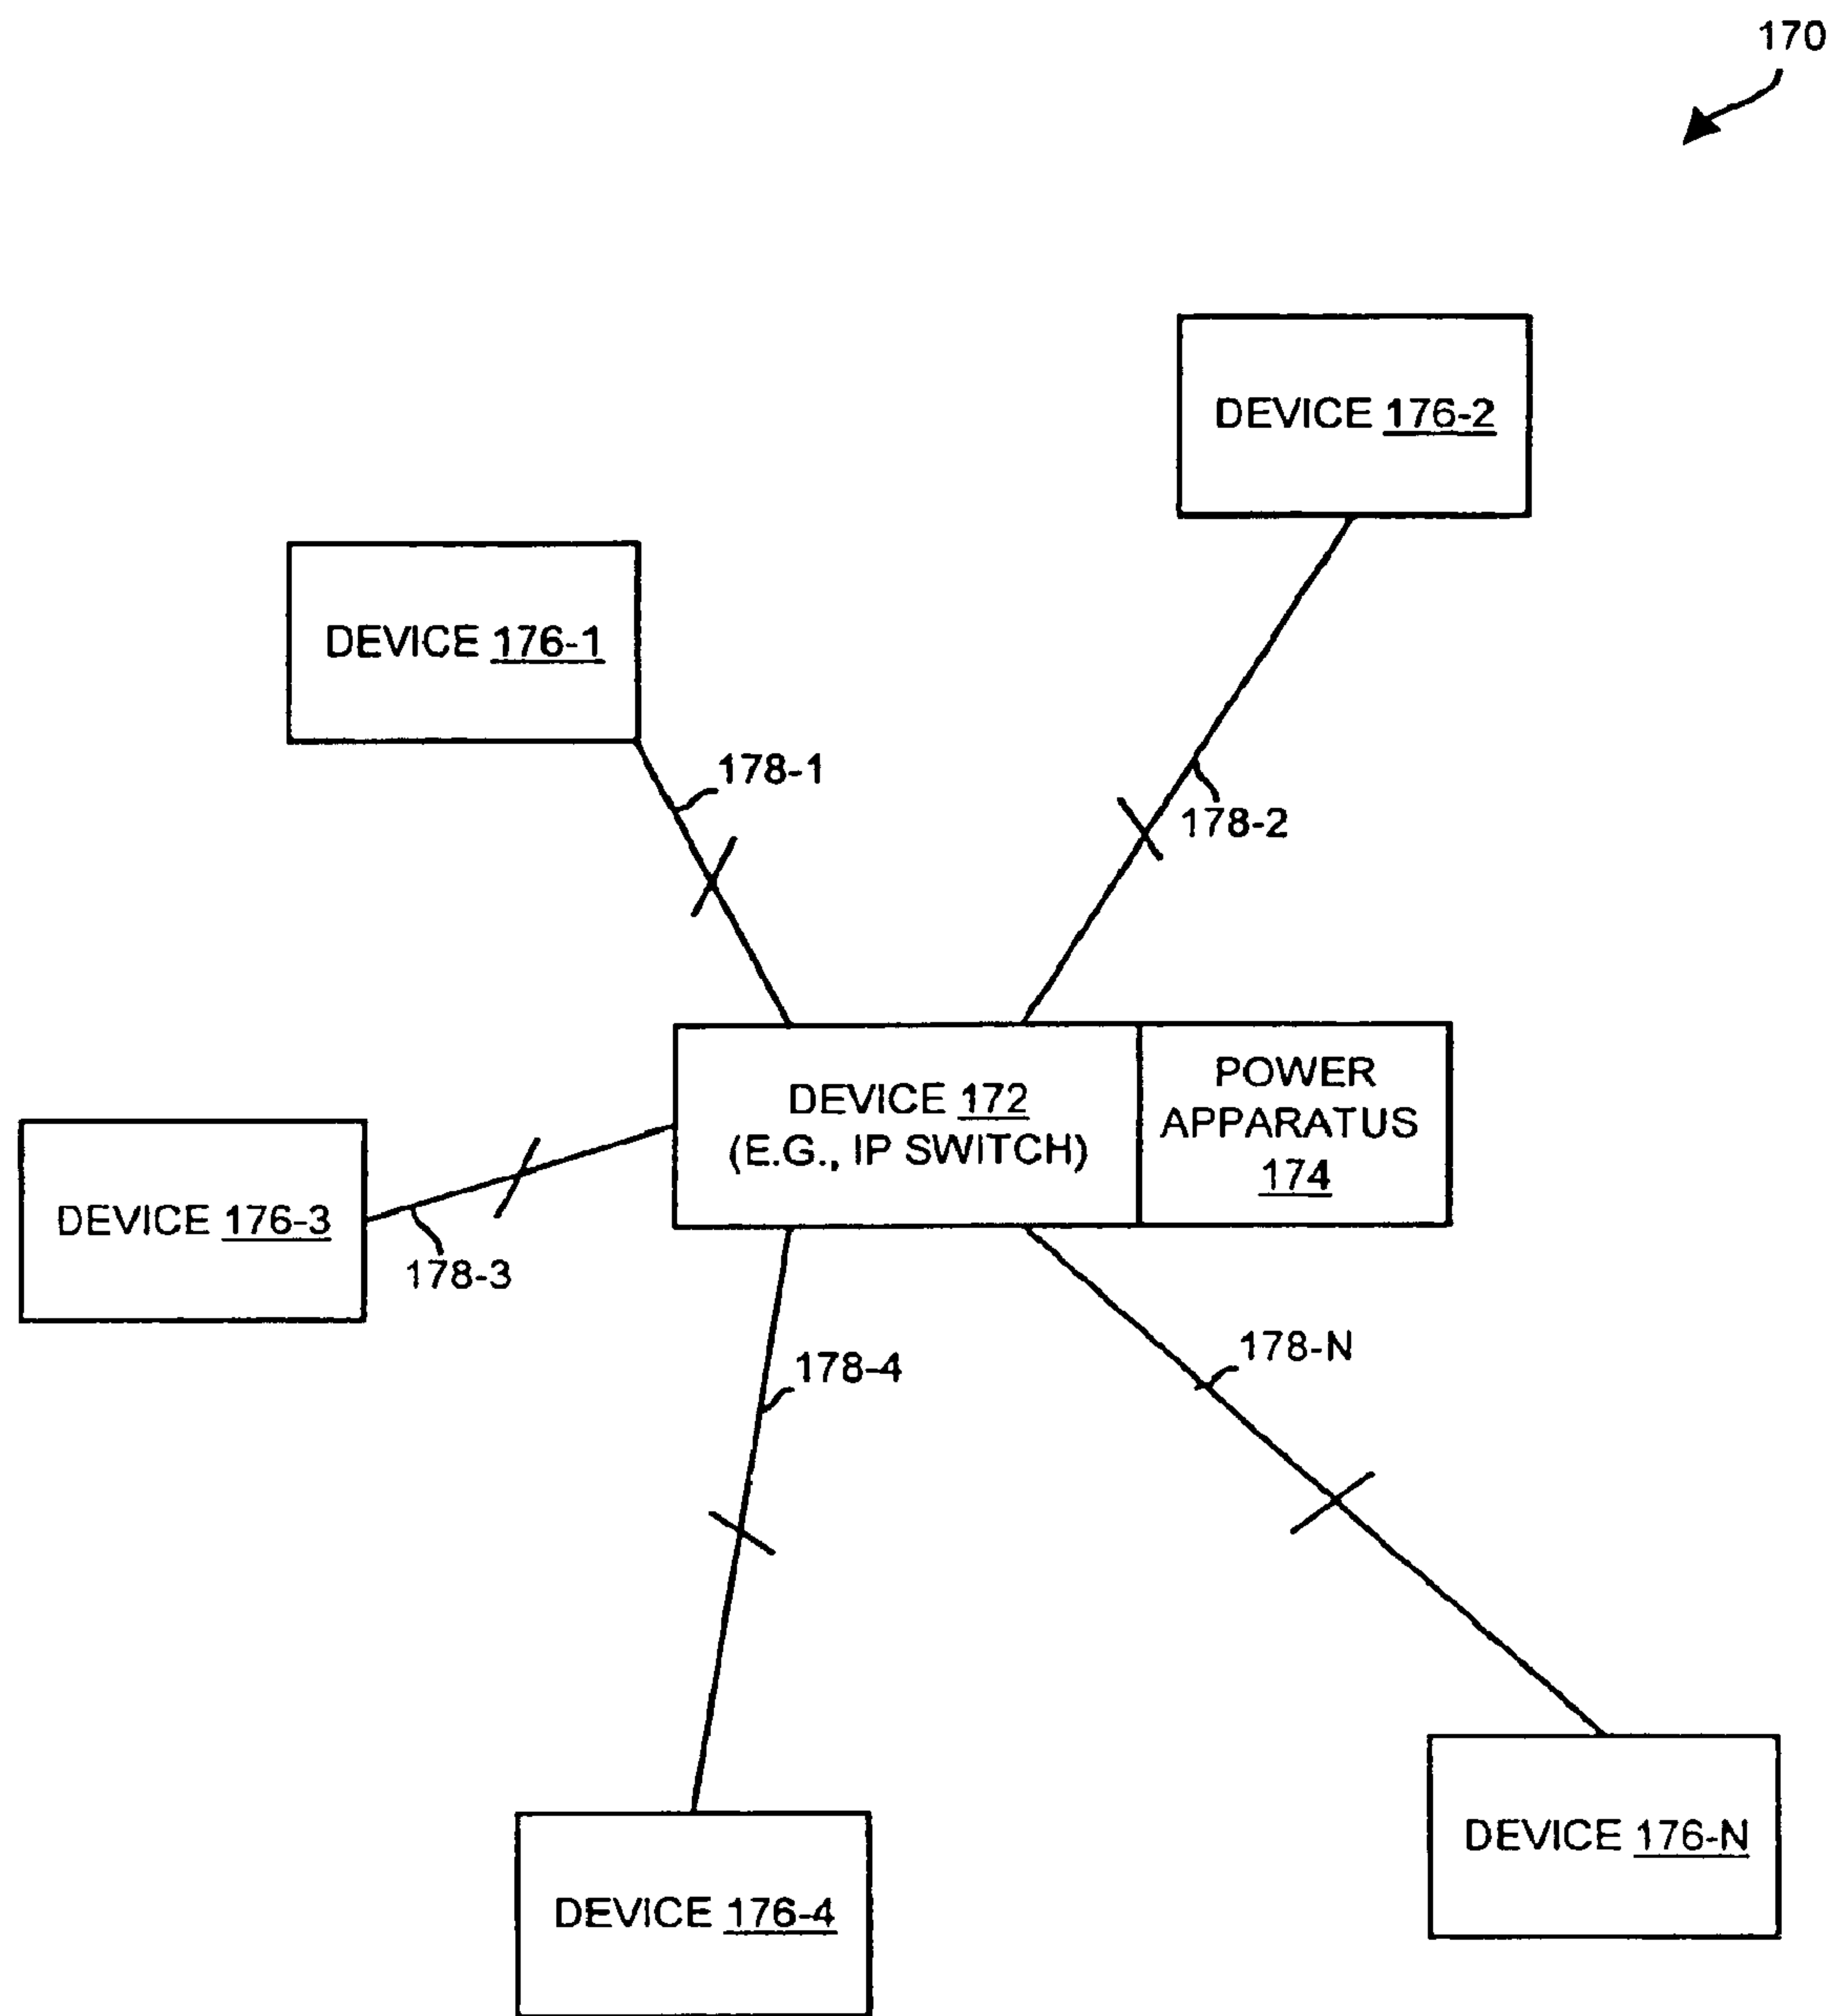 170
DEVICE 176-2
DEVICE 176-1
178-1
178-2
DEVICE 172
(E.G., IP SWITCH)
POWER
APPARATUS
174
DEVICE 176-3
178-3
178-N
178-4
DEVICE 176-N
DEVICE 176-4